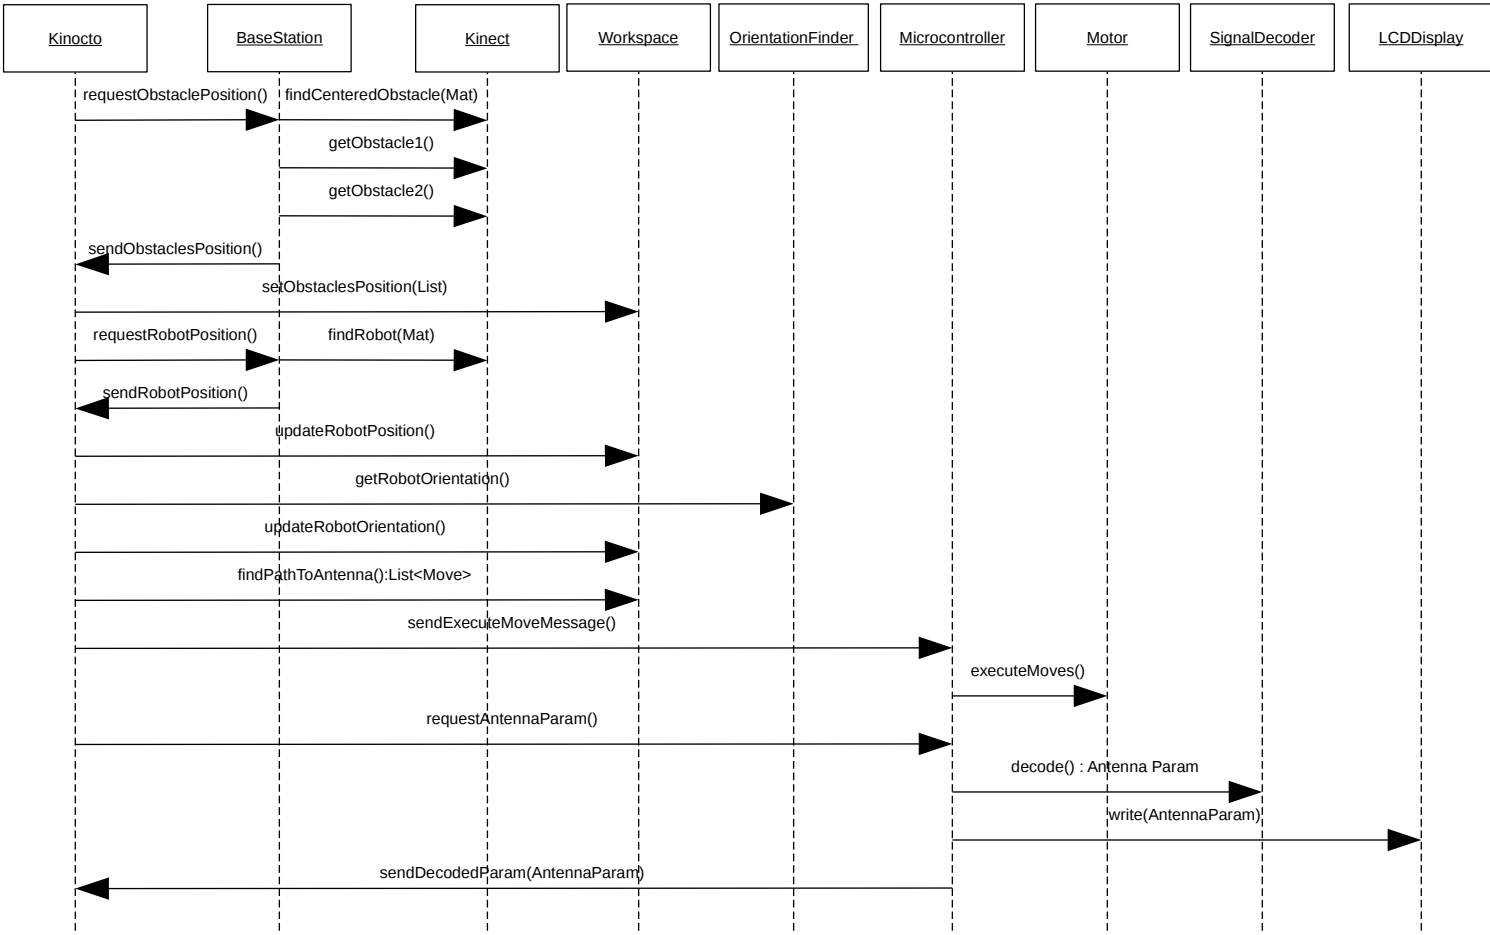 Kinocto
BaseStation
Kinect
Workspace
OrientationFinder
Microcontroller
Motor
SignalDecoder
LCDDisplay
requestObstaclePosition()
findCenteredObstacle(Mat)
getObstacle1()
getObstacle2()
sendObstaclesPosition()
setObstaclesPosition(List)
requestRobotPosition()
findRobot(Mat)
sendRobotPosition()
updateRobotPosition()
getRobotOrientation()
updateRobotOrientation()
findPathToAntenna():List<Move>
sendExecuteMoveMessage()
executeMoves()
requestAntennaParam()
decode() : Antenna Param
write(AntennaParam)
sendDecodedParam(AntennaParam)